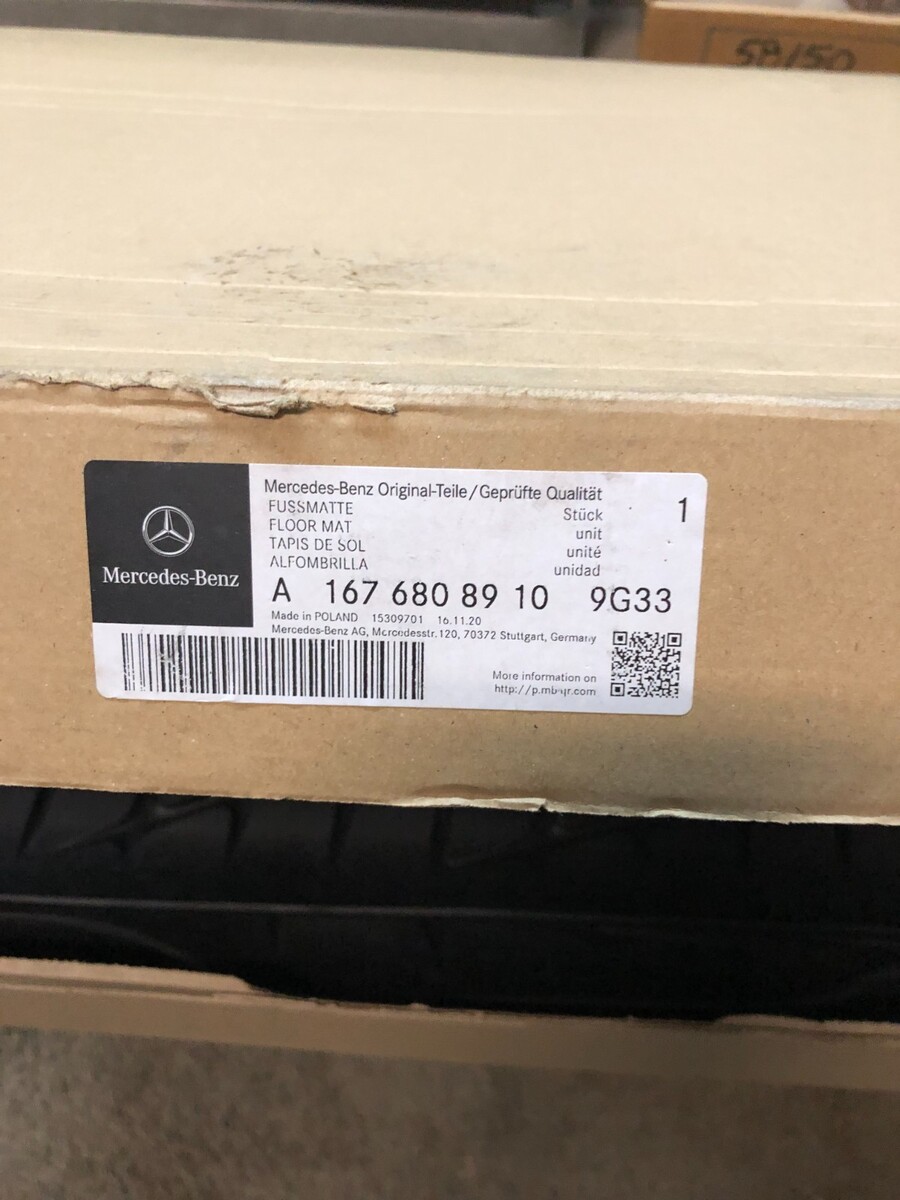 58/50
Mercedes-Benz
Mercedes-Benz Original-Teile/Geprüfte Qualität
FUSSMATTE Stück 1
FLOOR MAT unit
TAPIS DE SOL unité
ALFOMBRILLA unidad
A 167 680 89 10 9G33
Made in POLAND 15309701 16.11.20
Mercedes-Benz AG, Mercedesstr.120, 70372 Stuttgart, Germany
More information on
http://p.mb-qr.com